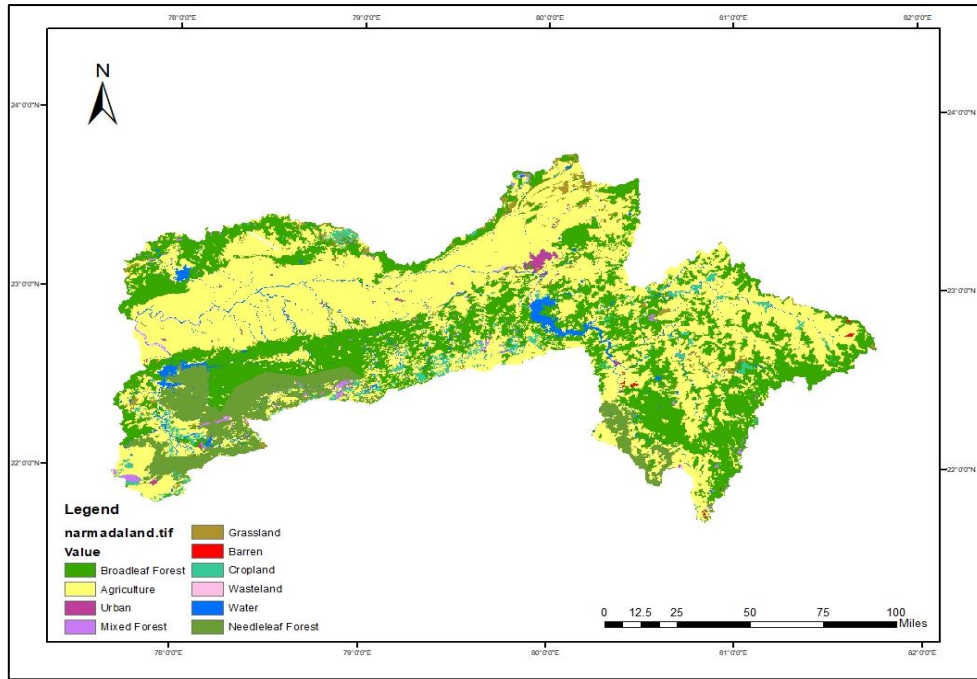 78°0'0"E 79°0'0"E 80°0'0"E 81°0'0"E 82°0'0"E
N
24°0'0"N 24°0'0"N
23°0'0"N 23°0'0"N
22°0'0"N 22°0'0"N
Legend
narmadaland.tif
Value
Broadleaf Forest
Agriculture
Urban
Mixed Forest
Grassland
Barren
Cropland
Wasteland
Water
Needleleaf Forest
0 12.5 25 50 75 100
Miles
78°0'0"E 79°0'0"E 80°0'0"E 81°0'0"E 82°0'0"E